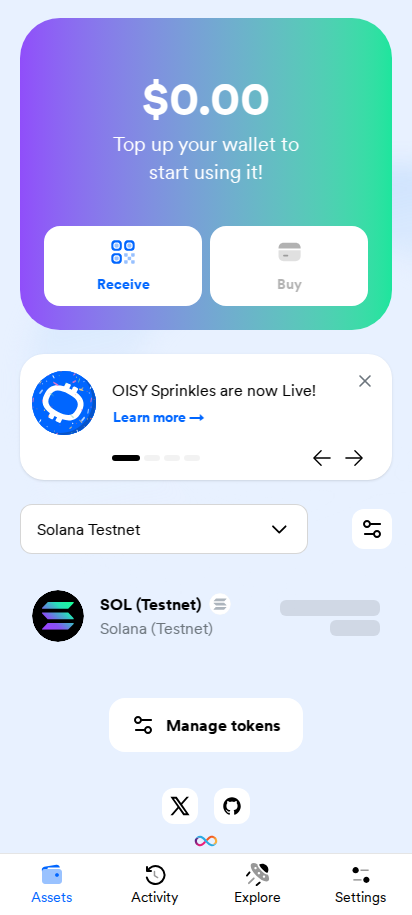 $0.00
Top up your wallet to
start using it!
Receive
Buy
OISY Sprinkles are now Live!
Learn more →
Solana Testnet
SOL (Testnet)
Solana (Testnet)
Manage tokens
Assets
Activity
Explore
Settings